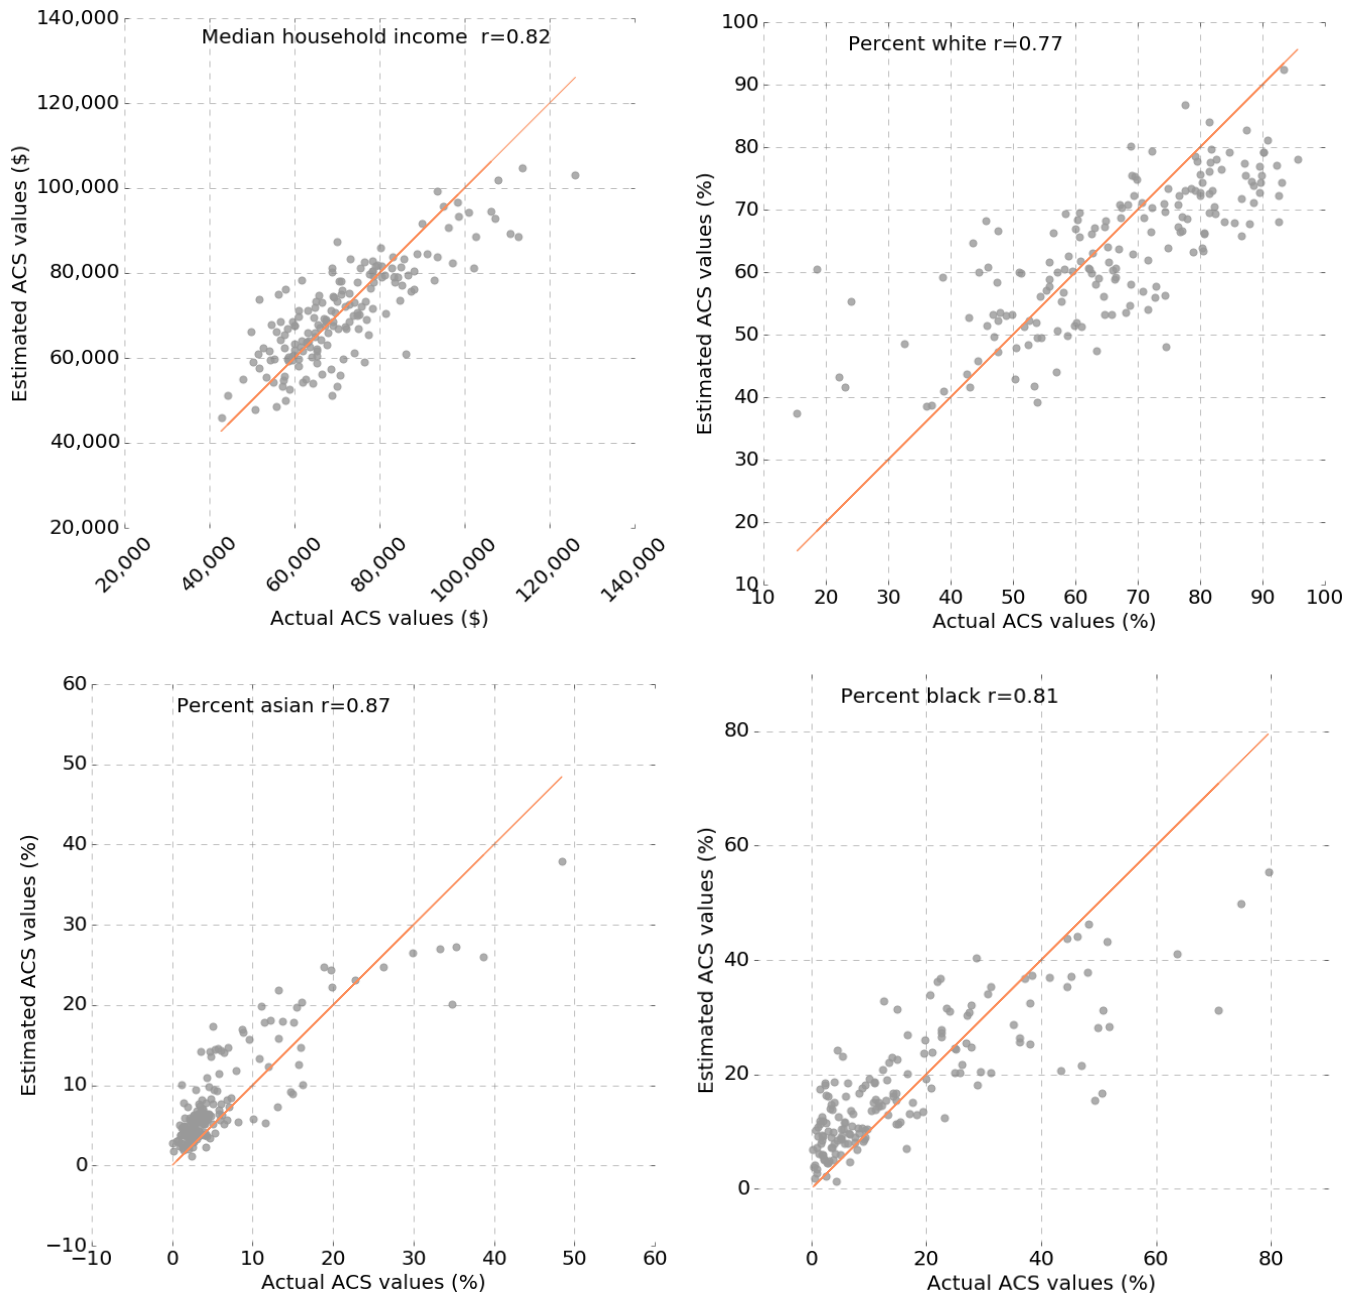 Median household income r=0.82
140,000
120,000
100,000
80,000
60,000
40,000
20,000
Estimated ACS values ($)
20,000
40,000
60,000
80,000
100,000
120,000
140,000
Actual ACS values ($)
Percent white r=0.77
100
90
80
70
60
50
40
30
20
10
Estimated ACS values (%)
10 20 30 40 50 60 70 80 90 100
Actual ACS values (%)
Percent asian r=0.87
60
50
40
30
20
10
0
−10
Estimated ACS values (%)
−10 0 10 20 30 40 50 60
Actual ACS values (%)
Percent black r=0.81
80
60
40
20
0
Estimated ACS values (%)
0 20 40 60 80
Actual ACS values (%)